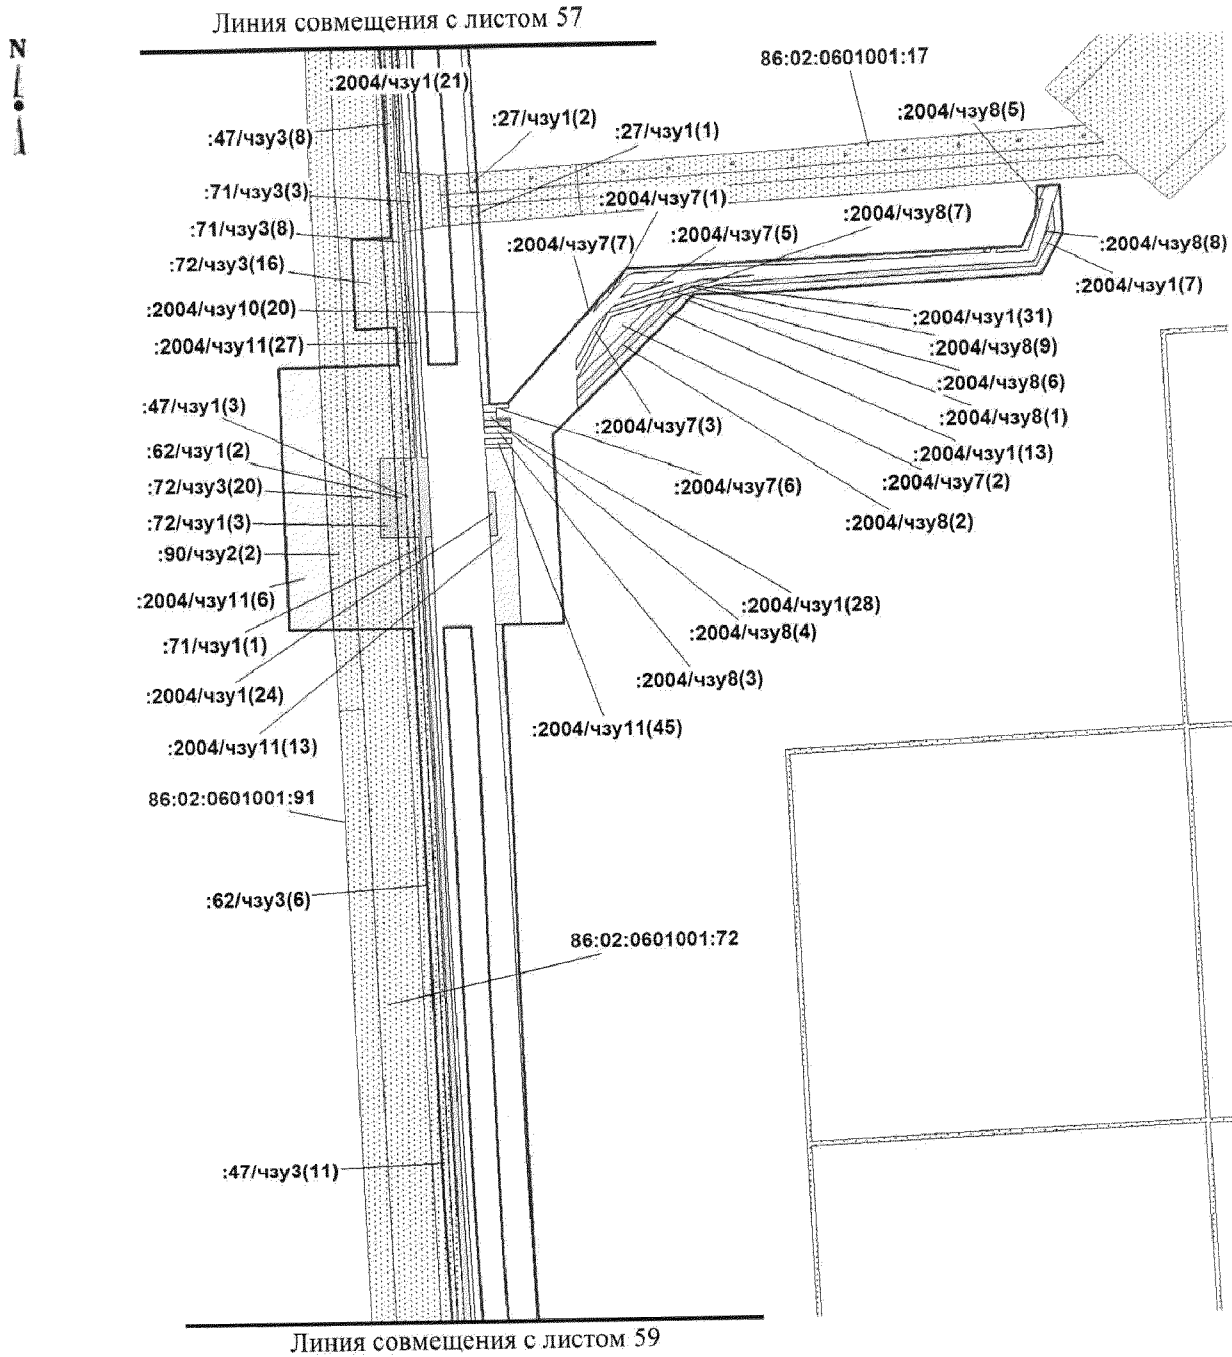 Линия совмещения с листом 57
N
86:02:0601001:17
:2004/чзу1(21)
:2004/чзу8(5)
:27/чзу1(2)
:27/чзу1(1)
:47/чзу3(8)
:71/чзу3(3)
:2004/чзу7(1)
:2004/чзу8(7)
:71/чзу3(8)
:2004/чзу7(7)
:2004/чзу7(5)
:2004/чзу8(8)
:72/чзу3(16)
:2004/чзу1(7)
:2004/чзу10(20)
:2004/чзу1(31)
:2004/чзу11(27)
:2004/чзу8(9)
:2004/чзу8(6)
:47/чзу1(3)
:2004/чзу8(1)
:2004/чзу7(3)
:62/чзу1(2)
:2004/чзу1(13)
:72/чзу3(20)
:2004/чзу7(6)
:2004/чзу7(2)
:72/чзу1(3)
:2004/чзу8(2)
:90/чзу2(2)
:2004/чзу11(6)
:2004/чзу1(28)
:2004/чзу8(4)
:71/чзу1(1)
:2004/чзу8(3)
:2004/чзу1(24)
:2004/чзу11(45)
:2004/чзу11(13)
86:02:0601001:91
:62/чзу3(6)
86:02:0601001:72
:47/чзу3(11)
Линия совмещения с листом 59